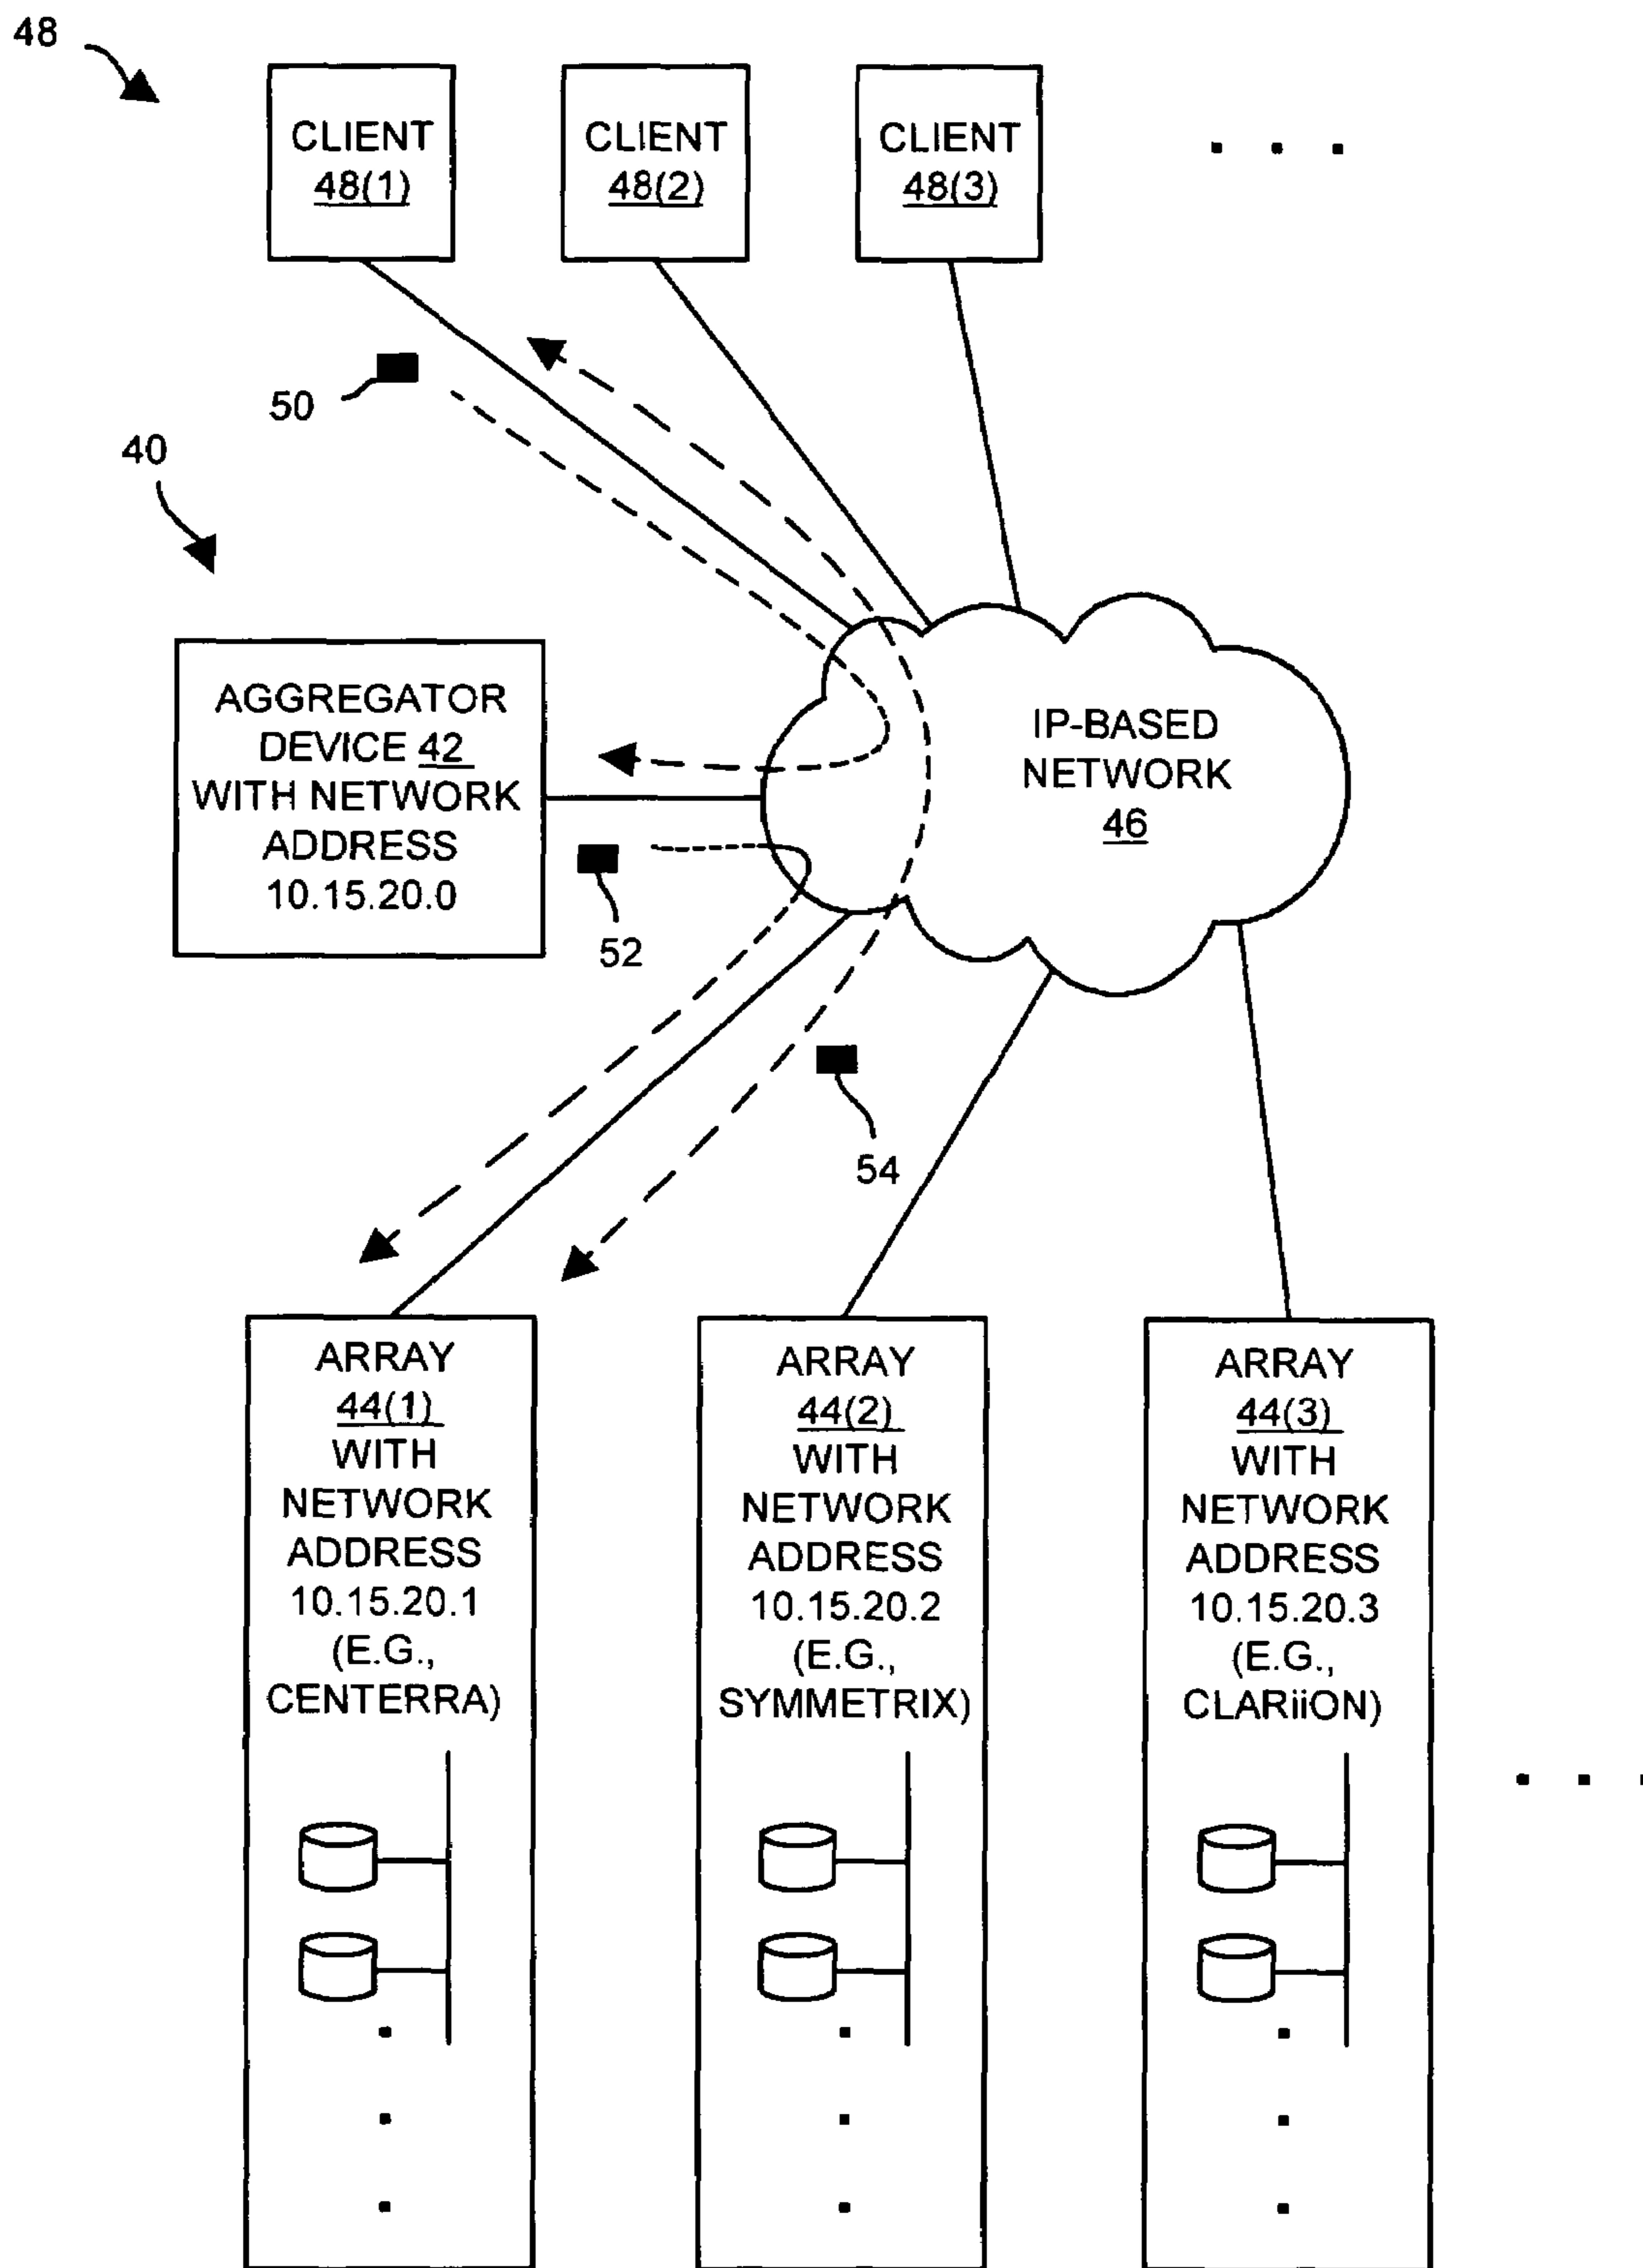 48
CLIENT
48(1)
CLIENT
48(2)
CLIENT
48(3)
50
40
AGGREGATOR
DEVICE 42
WITH NETWORK
ADDRESS
10.15.20.0
IP-BASED
NETWORK
46
52
54
ARRAY
44(1)
WITH
NETWORK
ADDRESS
10.15.20.1
(E.G.,
CENTERRA)
ARRAY
44(2)
WITH
NETWORK
ADDRESS
10.15.20.2
(E.G.,
SYMMETRIX)
ARRAY
44(3)
WITH
NETWORK
ADDRESS
10.15.20.3
(E.G.,
CLARiiON)